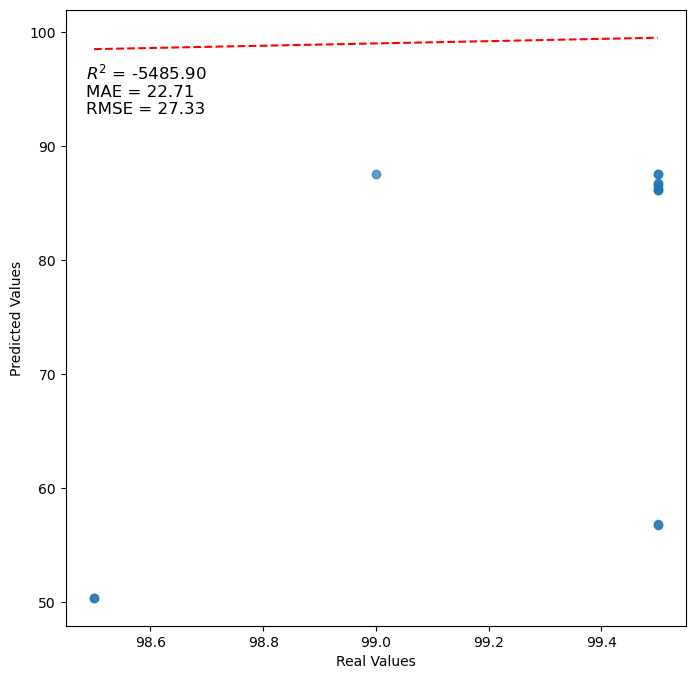 100
90
80
70
60
50
Predicted Values
R² = -5485.90
MAE = 22.71
RMSE = 27.33
98.6
98.8
99.0
99.2
99.4
Real Values